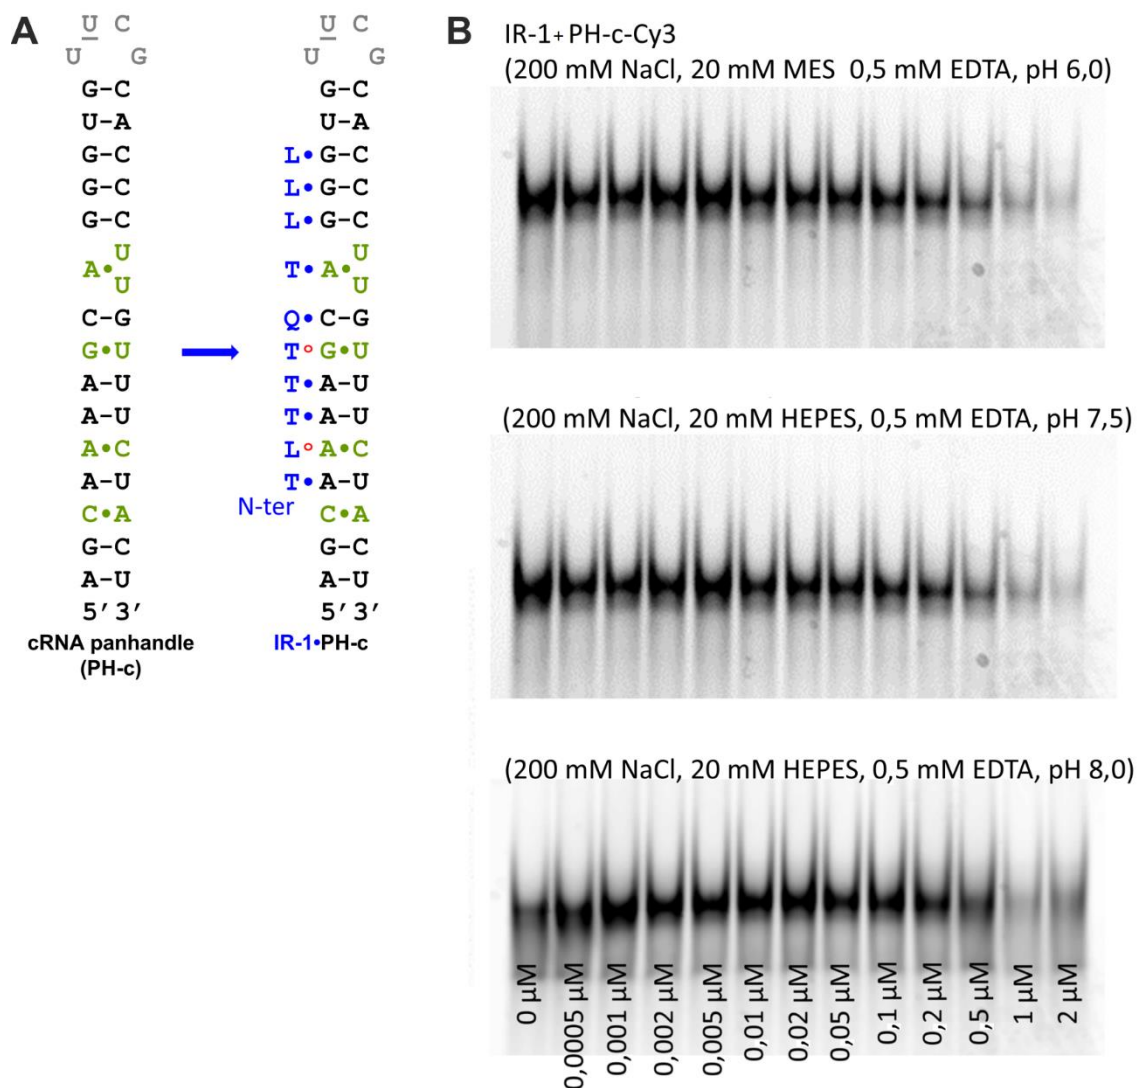 A
U C
U G
G-C
U-A
G-C
G-C
G-C
U
A•
U
C-G
G•U
A-U
A-U
A•C
A-U
C•A
G-C
A-U
5′ 3′
cRNA panhandle
(PH-c)
U C
U G
G-C
U-A
L•G-C
L•G-C
L•G-C
U
T•A•
U
Q•C-G
T°G•U
T•A-U
T•A-U
L°A•C
T•A-U
N-ter
C•A
G-C
A-U
5′ 3′
IR-1•PH-c
B
IR-1+ PH-c-Cy3
(200 mM NaCl, 20 mM MES 0,5 mM EDTA, pH 6,0)
(200 mM NaCl, 20 mM HEPES, 0,5 mM EDTA, pH 7,5)
(200 mM NaCl, 20 mM HEPES, 0,5 mM EDTA, pH 8,0)
0 µM
0,0005 µM
0,001 µM
0,002 µM
0,005 µM
0,01 µM
0,02 µM
0,05 µM
0,1 µM
0,2 µM
0,5 µM
1 µM
2 µM